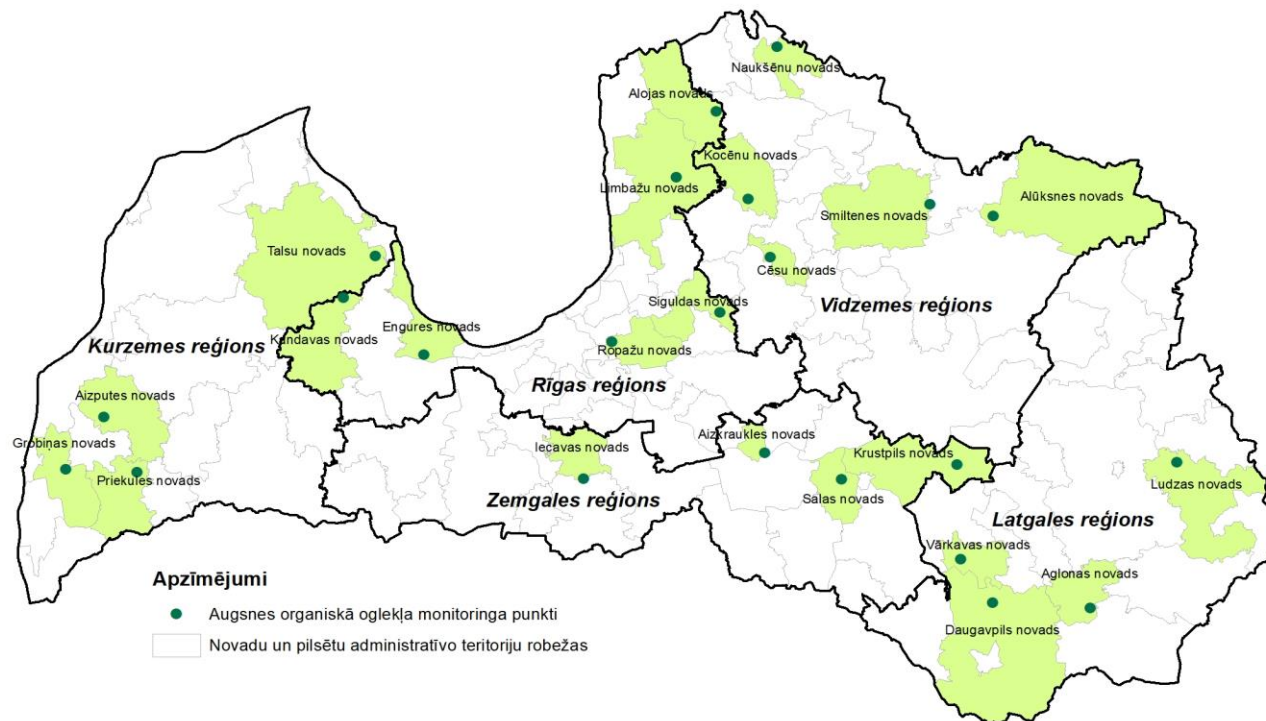 Naukšēnu novads
Alojas novads
Kocēnu novads
Limbažu novads
Smiltenes novads
Alūksnes novads
Talsu novads
Cēsu novads
Siguldas novads
Vidzemes reģions
Engures novads
Kandavas novads
Ropažu novads
Kurzemes reģions
Rīgas reģions
Aizputes novads
Grobiņas novads
Priekules novads
Iecavas novads
Aizkraukles novads
Krustpils novads
Salas novads
Zemgales reģions
Ludzas novads
Latgales reģions
Vārkavas novads
Aglonas novads
Daugavpils novads
Apzīmējumi
Augsnes organiskā oglekļa monitoringa punkti
Novadu un pilsētu administratīvo teritoriju robežas